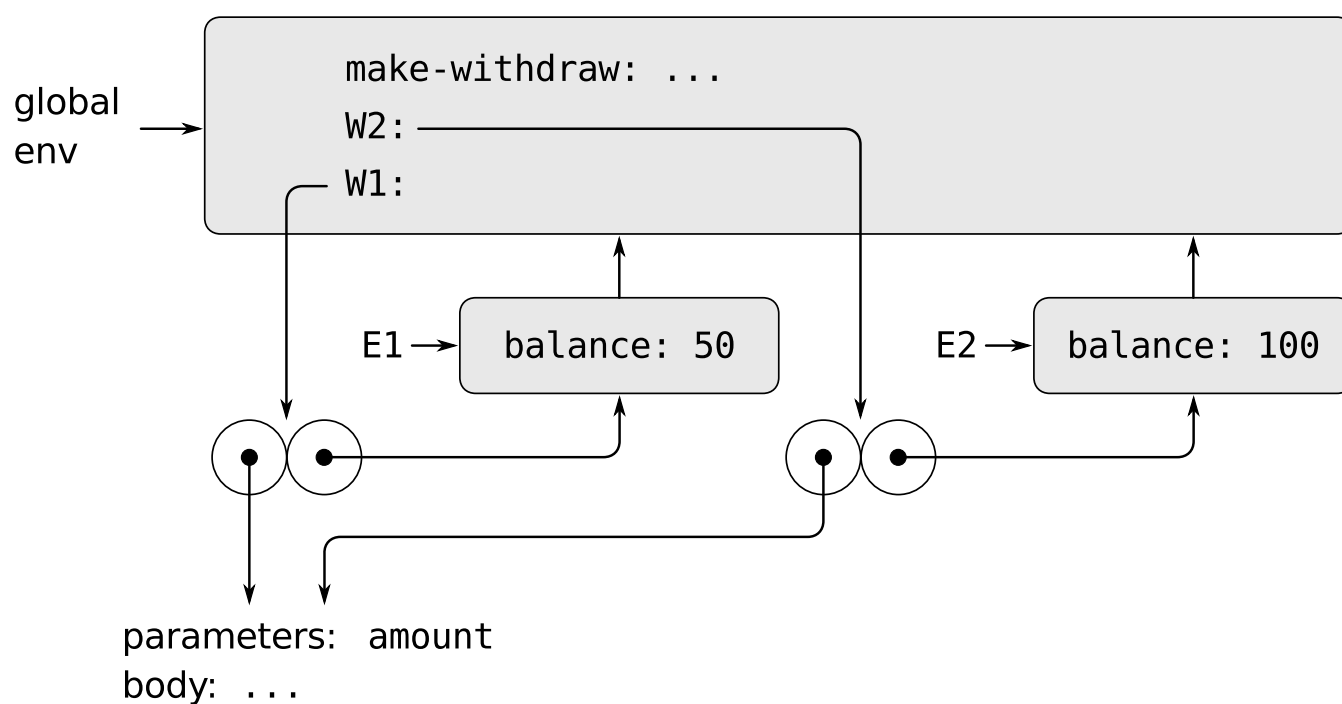 make-withdraw: ...
global
env
W2:
W1:
E1
balance: 50
E2
balance: 100
parameters: amount
body: ...